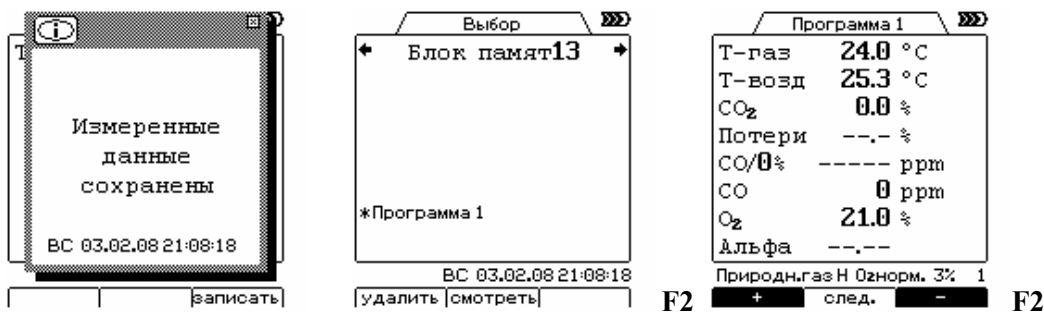 Измеренные
данные
сохранены
ВС 03.02.08 21:08:18
записать
Выбор
Блок памят13
*Программа 1
ВС 03.02.08 21:08:18
удалить смотреть
F2
Программа 1
Т-газ 24.0 °C
Т-возд 25.3 °C
CO₂ 0.0 %
Потери --.- %
CO/0% ----- ppm
CO 0 ppm
O₂ 21.0 %
Альфа --.--
Природн.газ H O₂норм. 3% 1
+ след. -
F2